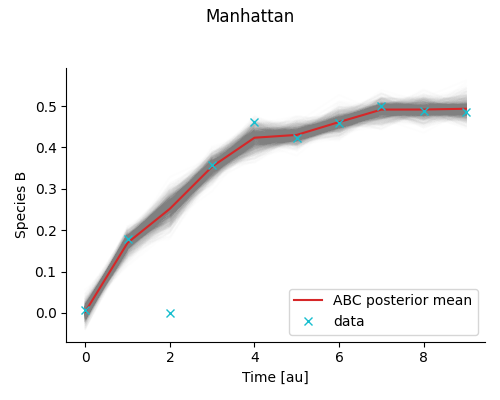 Manhattan
0.5
0.4
0.3
0.2
0.1
0.0
Species B
ABC posterior mean
data
0 2 4 6 8
Time [au]